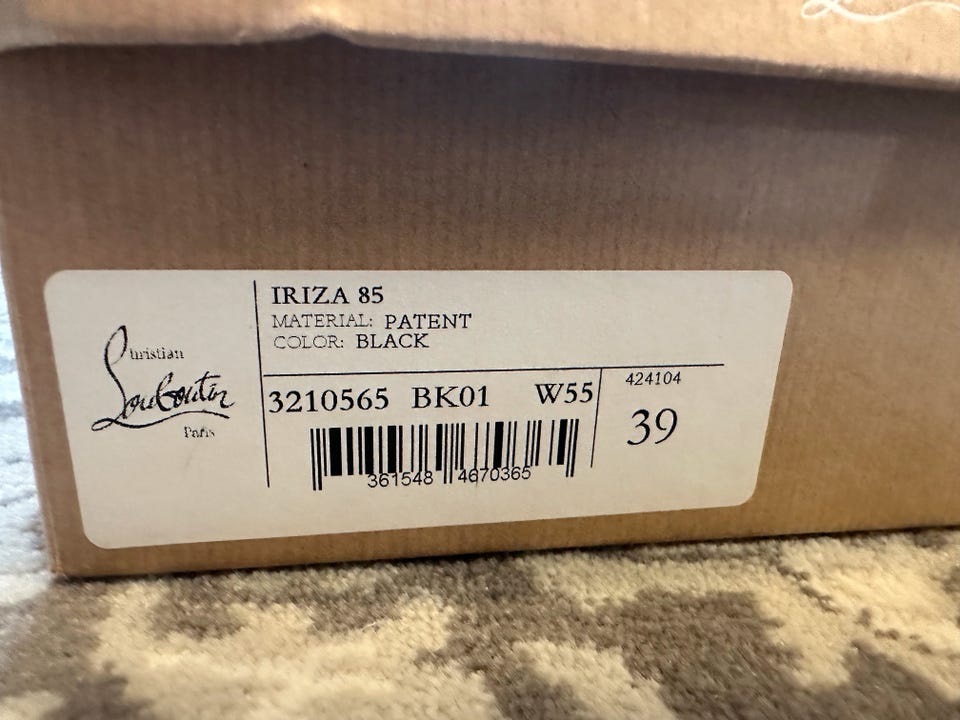 Christian
Louboutin
Paris
IRIZA 85
MATERIAL: PATENT
COLOR: BLACK
3210565 BK01 W55
361548 4670365
424104
39